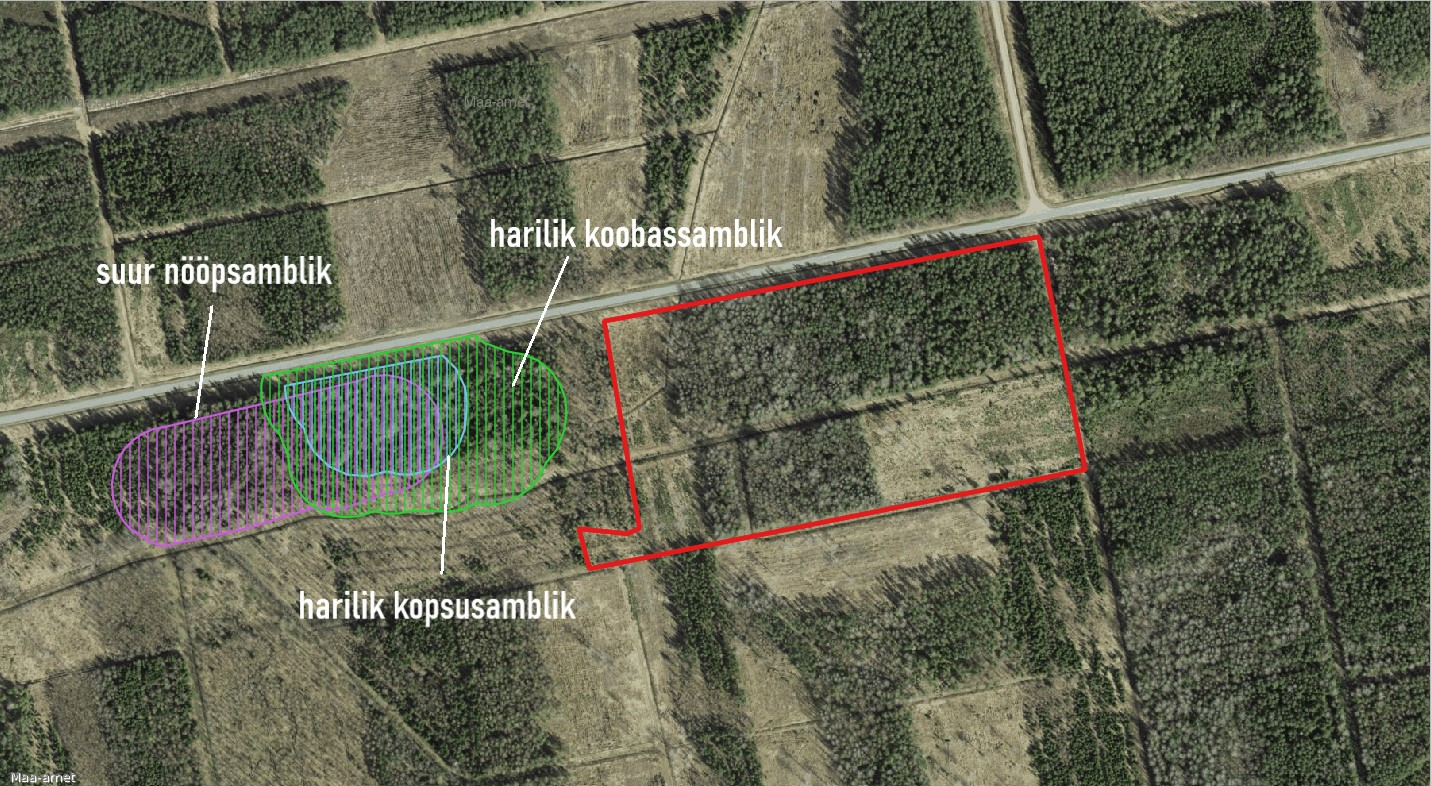 Maa-amet
harilik koobassamblik
suur nööpsamblik
harilik kopsusamblik
Maa-amet